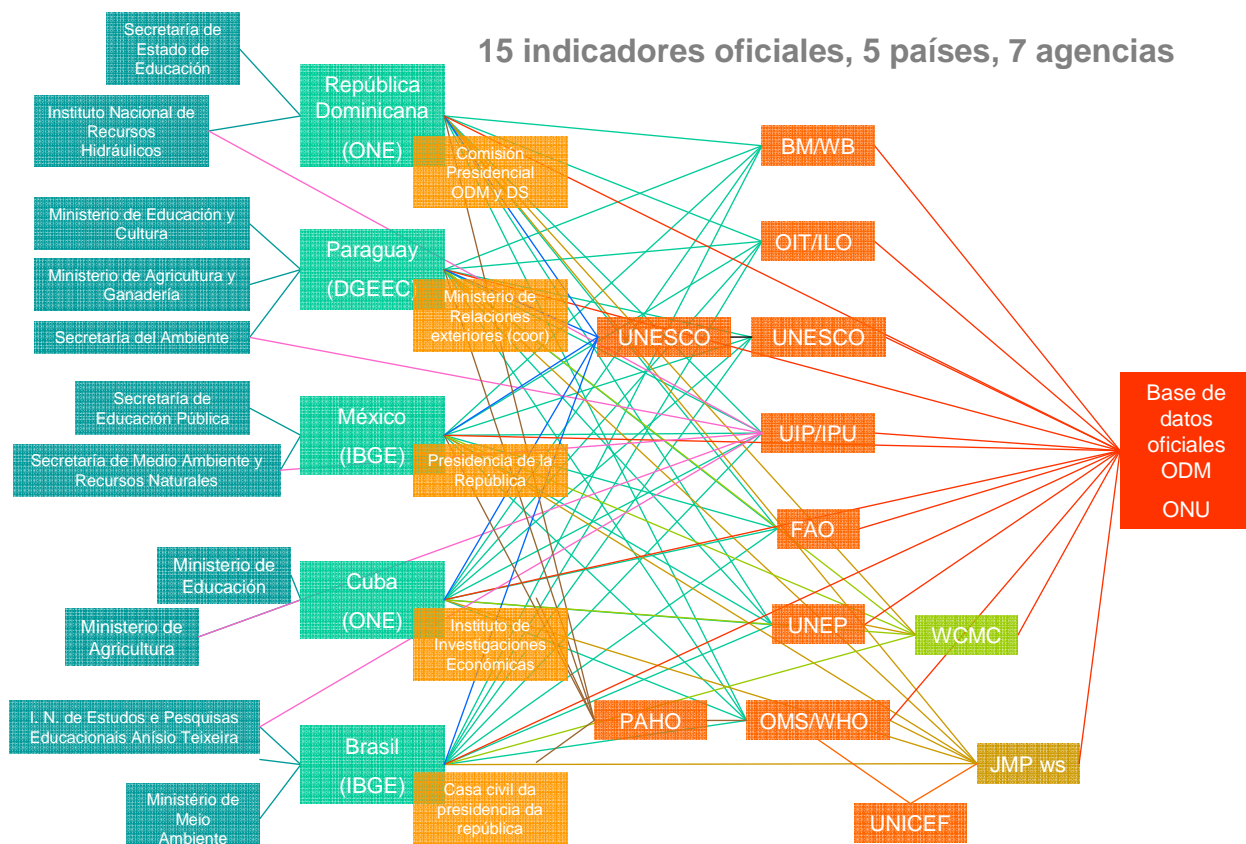 15 indicadores oficiales, 5 países, 7 agencias
Secretaría de
Estado de
Educación
Instituto Nacional de
Recursos
Hidráulicos
República
Dominicana
(ONE)
Comisión
Presidencial
ODM y DS
Ministerio de Educación y
Cultura
Ministerio de Agricultura y
Ganadería
Secretaría del Ambiente
Paraguay
(DGEEC)
Ministerio de
Relaciones
exteriores (coor)
Secretaría de
Educación Pública
Secretaría de Medio Ambiente y
Recursos Naturales
México
(IBGE)
Presidencia de la
República
Ministerio de
Educación
Ministerio de
Agricultura
Cuba
(ONE)
Instituto de
Investigaciones
Económicas
I. N. de Estudos e Pesquisas
Educacionais Anísio Teixeira
Ministério de
Meio
Ambiente
Brasil
(IBGE)
Casa civil da
presidencia da
república
BM/WB
OIT/ILO
UNESCO
UNESCO
UIP/IPU
FAO
UNEP
WCMC
PAHO
OMS/WHO
JMP ws
UNICEF
Base de
datos
oficiales
ODM
ONU